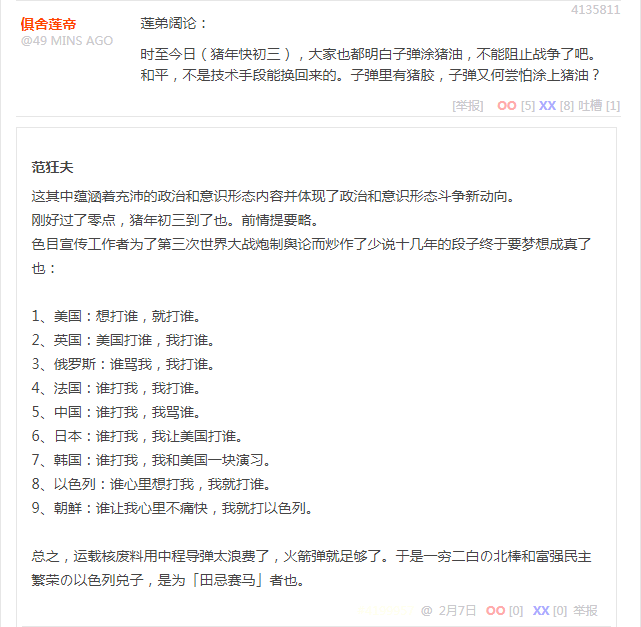 4135811
俱舍莲帝
@49 MINS AGO
莲弟阔论：
时至今日（猪年快初三），大家也都明白子弹涂猪油，不能阻止战争了吧。
和平，不是技术手段能换回来的。子弹里有猪胶，子弹又何尝怕涂上猪油？
[举报] OO [5] XX [8] 吐槽 [1]
范狂夫
这其中蕴涵着充沛的政治和意识形态内容并体现了政治和意识形态斗争新动向。
刚好过了零点，猪年初三到了也。前情提要略。
色目宣传工作者为了第三次世界大战炮制舆论而炒作了少说十几年的段子终于要梦想成真了
也：
1、美国：想打谁，就打谁。
2、英国：美国打谁，我打谁。
3、俄罗斯：谁骂我，我打谁。
4、法国：谁打我，我打谁。
5、中国：谁打我，我骂谁。
6、日本：谁打我，我让美国打谁。
7、韩国：谁打我，我和美国一块演习。
8、以色列：谁心里想打我，我就打谁。
9、朝鲜：谁让我心里不痛快，我就打以色列。
总之，运载核废料用中程导弹太浪费了，火箭弹就足够了。于是一穷二白の北棒和富强民主
繁荣の以色列兑子，是为「田忌赛马」者也。
@ 2月7日 OO [0] XX [0] 举报